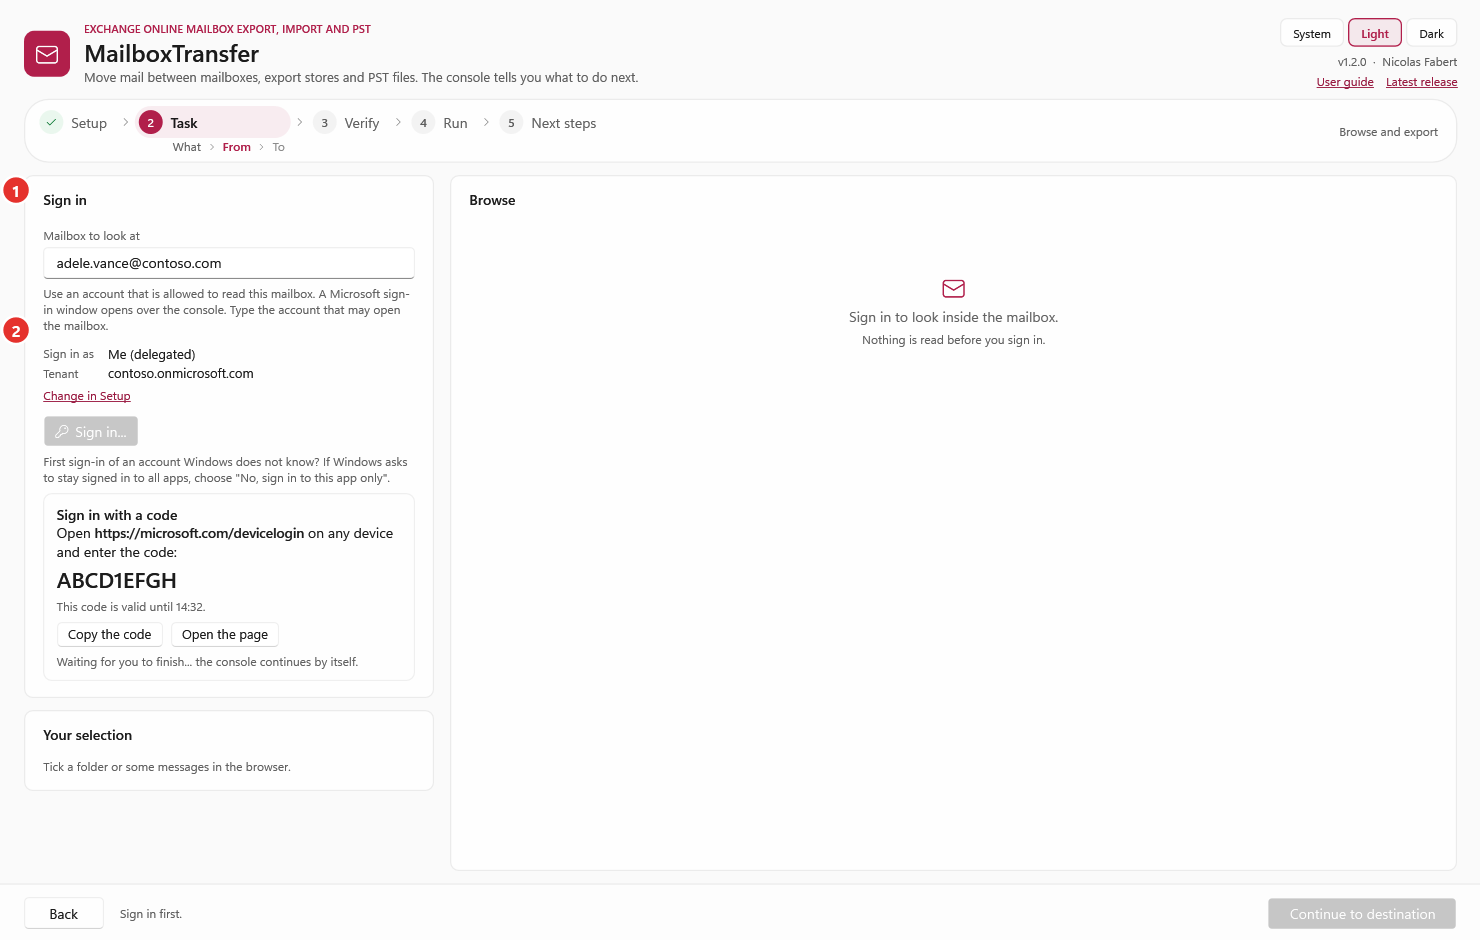 EXCHANGE ONLINE MAILBOX EXPORT, IMPORT AND PST
MailboxTransfer
Move mail between mailboxes, export stores and PST files. The console tells you what to do next.
System
Light
Dark
v1.2.0 · Nicolas Fabert
User guide
Latest release
Setup
2
Task
3
Verify
4
Run
5
Next steps
What
From
To
Browse and export
1
Sign in
Mailbox to look at
adele.vance@contoso.com
Use an account that is allowed to read this mailbox. A Microsoft sign-
in window opens over the console. Type the account that may open
the mailbox.
2
Sign in as Me (delegated)
Tenant contoso.onmicrosoft.com
Change in Setup
Sign in...
First sign-in of an account Windows does not know? If Windows asks
to stay signed in to all apps, choose "No, sign in to this app only".
Sign in with a code
Open https://microsoft.com/devicelogin on any device
and enter the code:
ABCD1EFGH
This code is valid until 14:32.
Copy the code
Open the page
Waiting for you to finish... the console continues by itself.
Your selection
Tick a folder or some messages in the browser.
Browse
Sign in to look inside the mailbox.
Nothing is read before you sign in.
Back
Sign in first.
Continue to destination